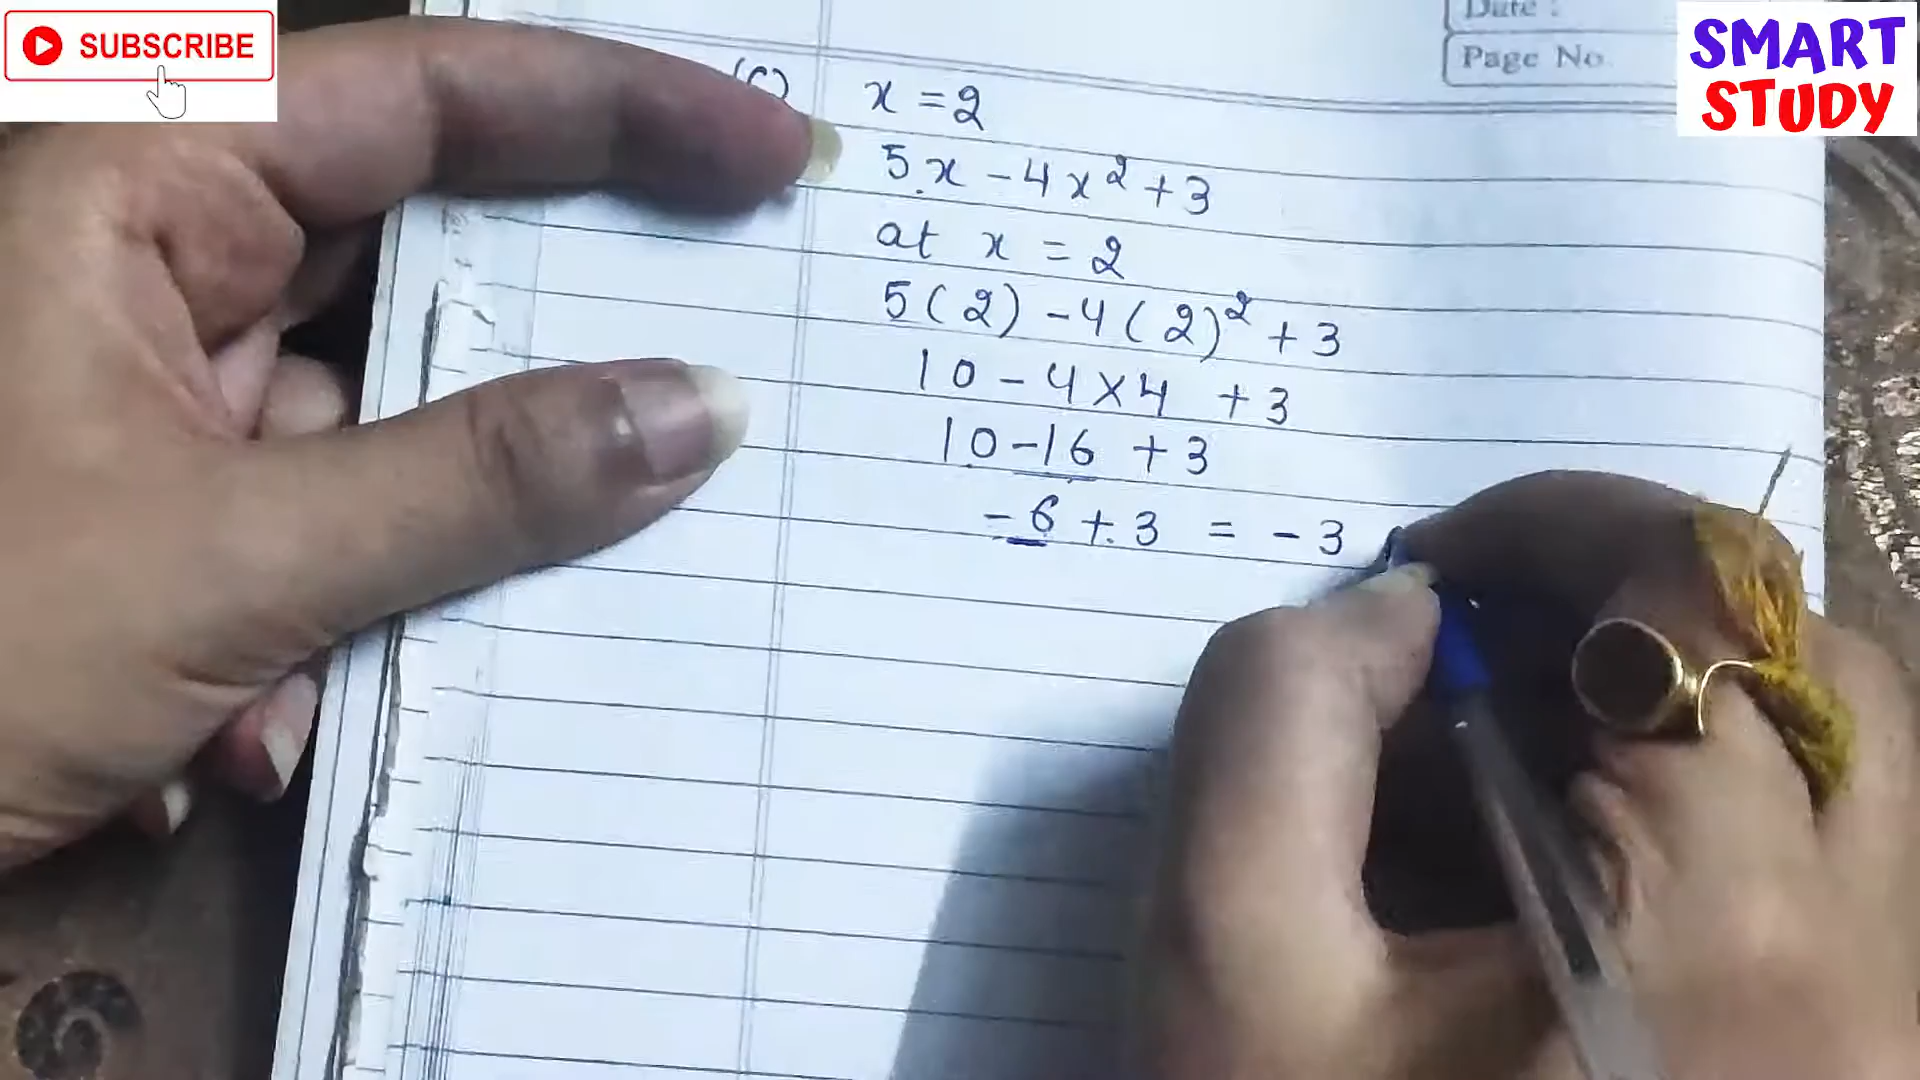 SUBSCRIBE
SMART
STUDY
Date :
Page No.
(C) x = 2
5x - 4x² + 3
at x = 2
5(2) - 4(2)² + 3
10 - 4×4 + 3
10 - 16 + 3
-6 + 3 = -3